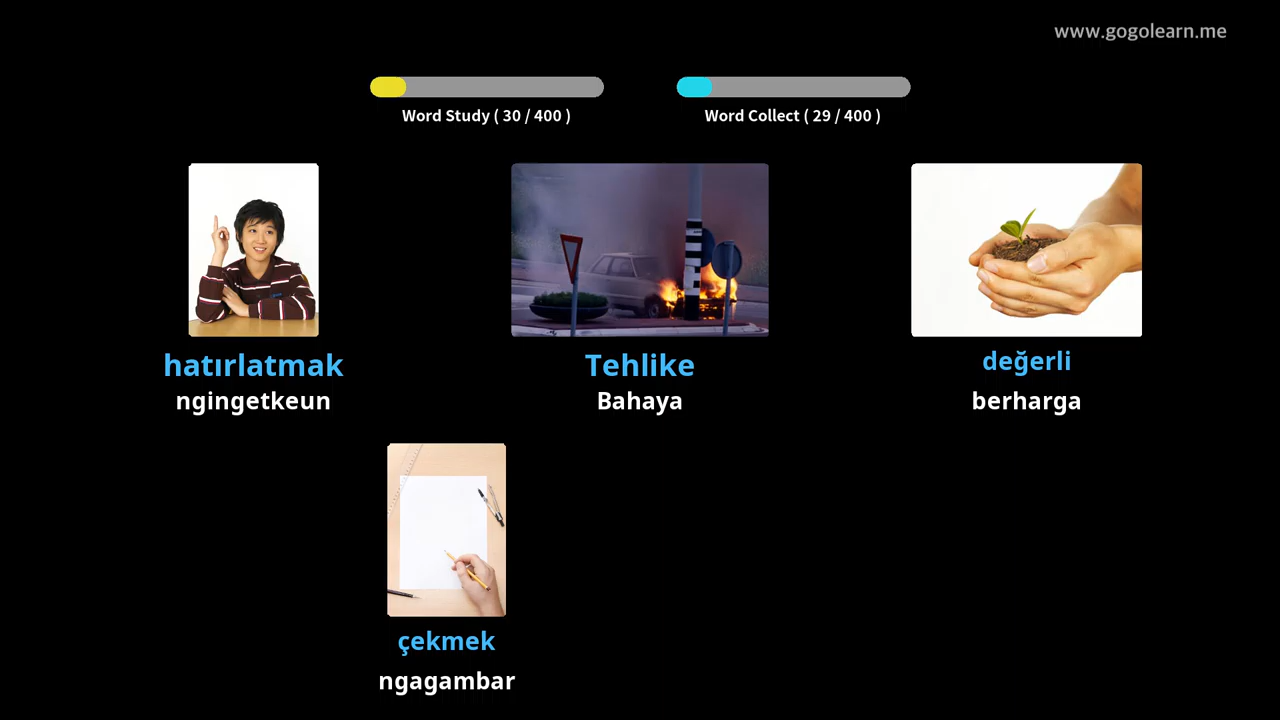 www.gogolearn.me
Word Study ( 30 / 400 )
Word Collect ( 29 / 400 )
hatırlatmak
ngingetkeun
Tehlike
Bahaya
değerli
berharga
çekmek
ngagambar